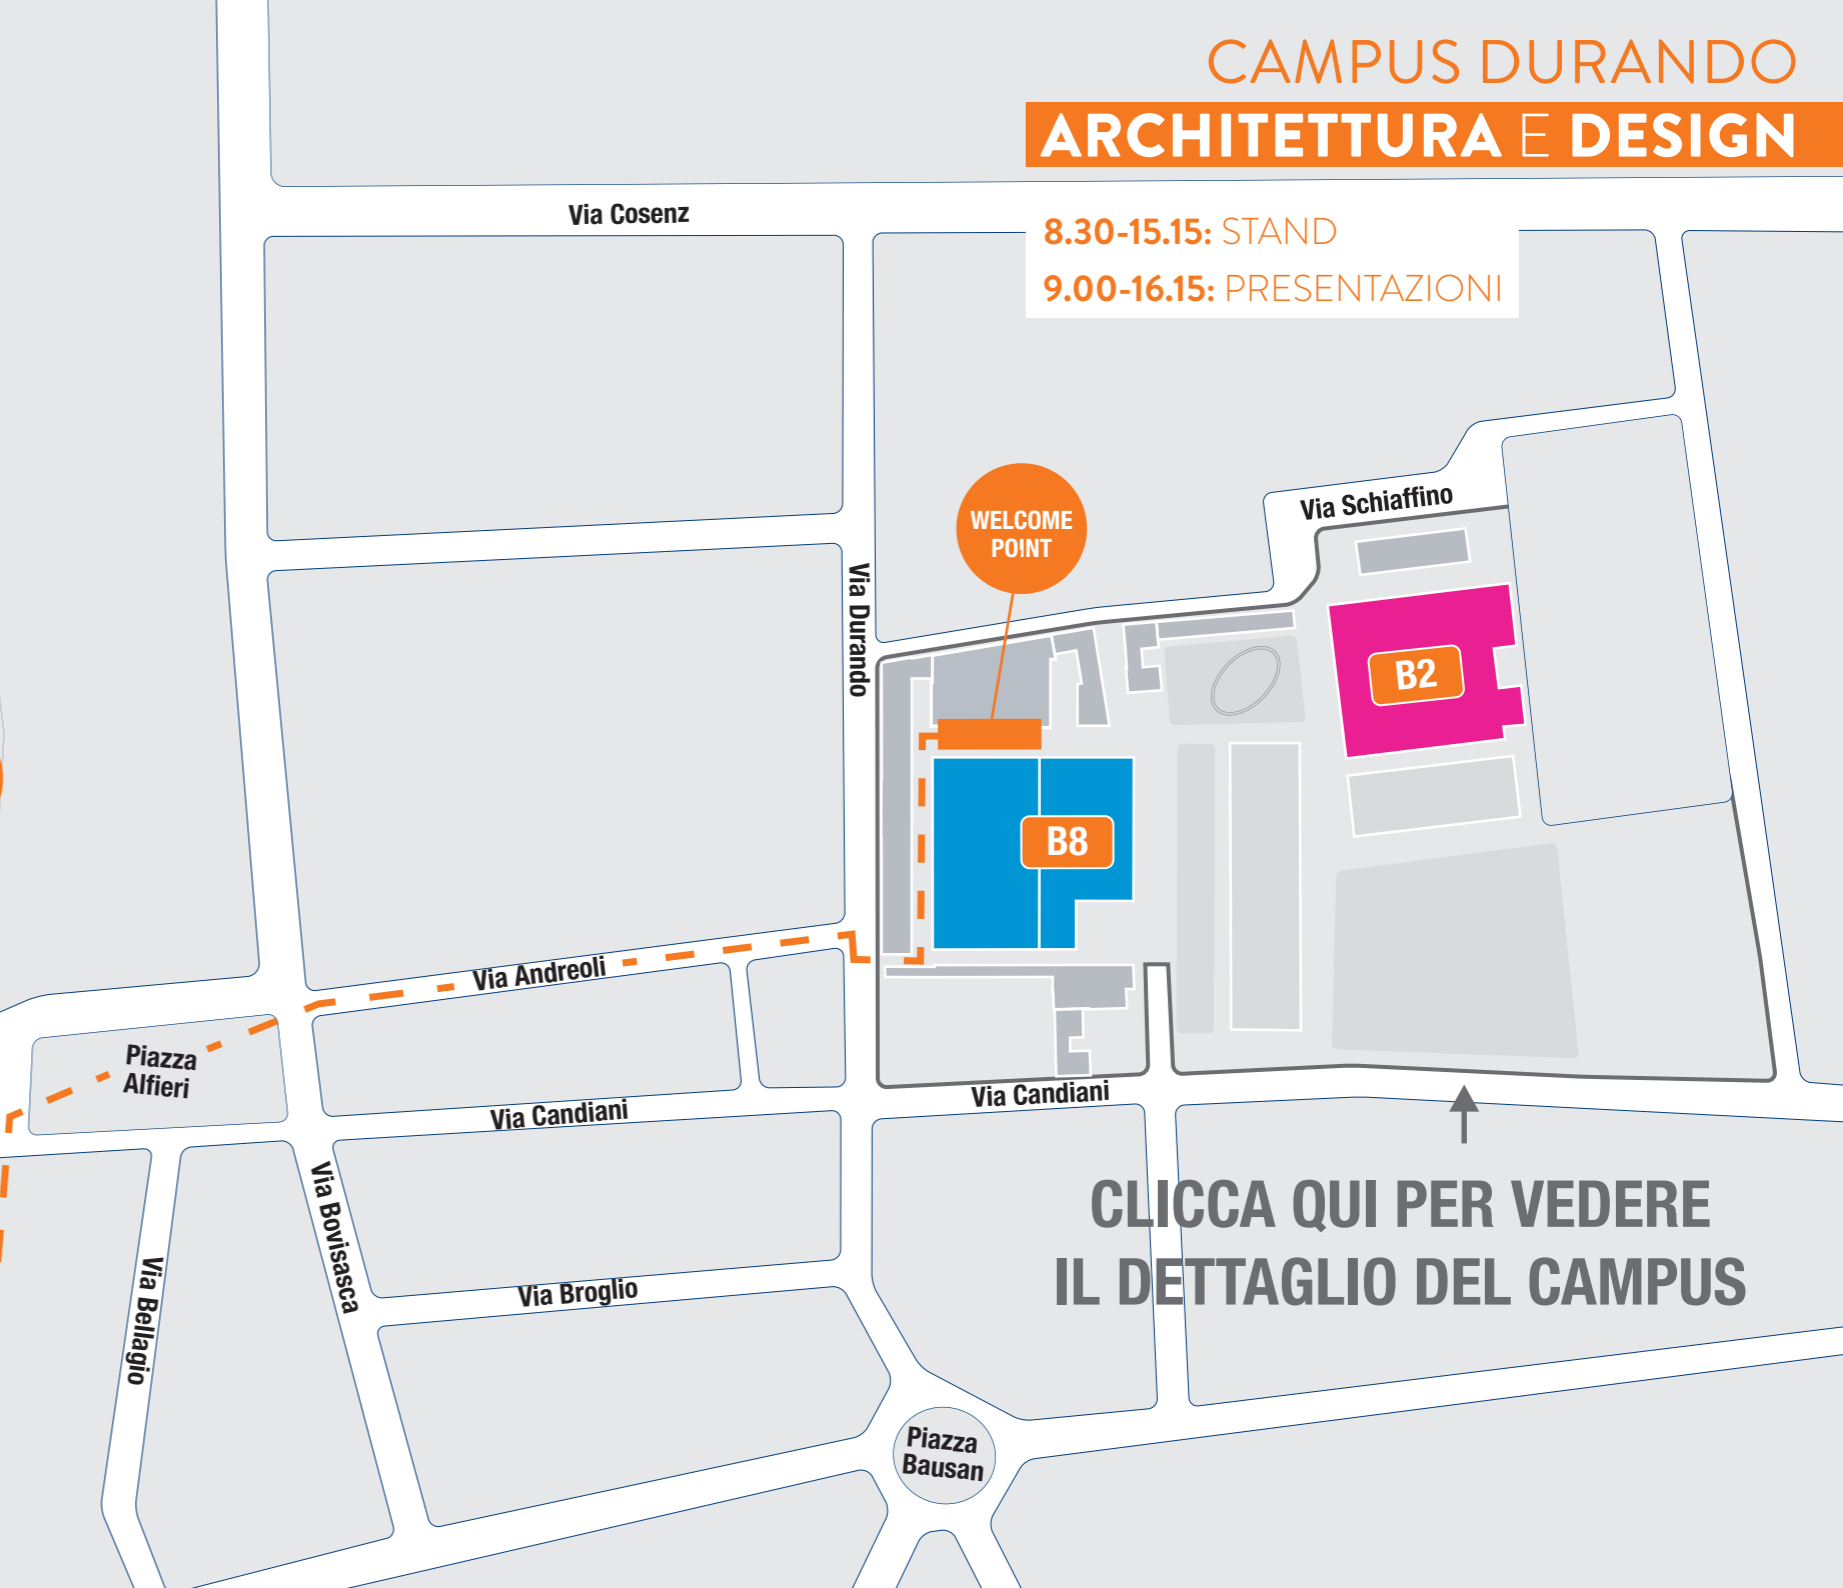 CAMPUS DURANDO
ARCHITETTURA E DESIGN
Via Cosenz
8.30-15.15: STAND
9.00-16.15: PRESENTAZIONI
Via Schiaffino
WELCOME
POINT
Via Durando
B2
B8
Via Andreoli
Piazza
Alfieri
Via Candiani
Via Candiani
Via Bovisasca
Via Bellagio
Via Broglio
CLICCA QUI PER VEDERE
IL DETTAGLIO DEL CAMPUS
Piazza
Bausan